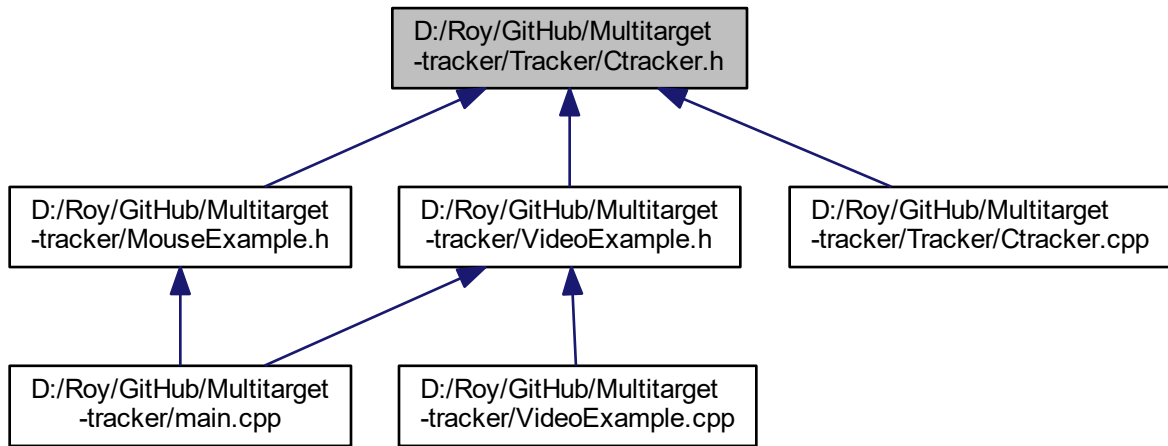 D:/Roy/GitHub/Multitarget
-tracker/Tracker/Ctracker.h
D:/Roy/GitHub/Multitarget
-tracker/MouseExample.h
D:/Roy/GitHub/Multitarget
-tracker/VideoExample.h
D:/Roy/GitHub/Multitarget
-tracker/Tracker/Ctracker.cpp
D:/Roy/GitHub/Multitarget
-tracker/main.cpp
D:/Roy/GitHub/Multitarget
-tracker/VideoExample.cpp